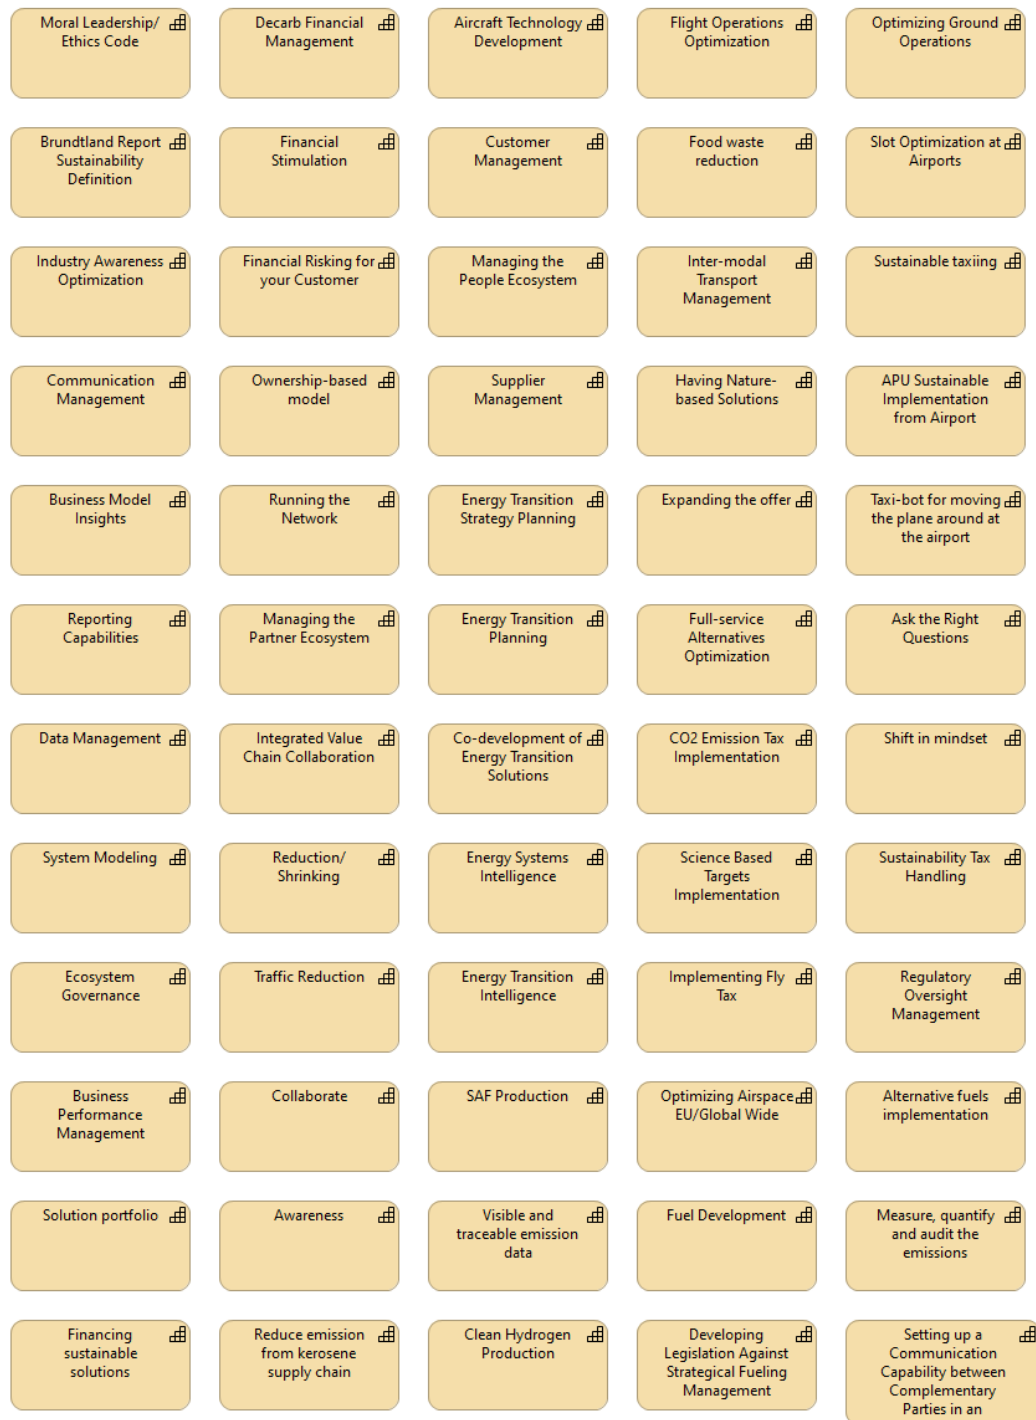 Moral Leadership/
Ethics Code
Decarb Financial
Management
Aircraft Technology
Development
Flight Operations
Optimization
Optimizing Ground
Operations
Brundtland Report
Sustainability
Definition
Financial
Stimulation
Customer
Management
Food waste
reduction
Slot Optimization at
Airports
Industry Awareness
Optimization
Financial Risking for
your Customer
Managing the
People Ecosystem
Inter-modal
Transport
Management
Sustainable taxiing
Communication
Management
Ownership-based
model
Supplier
Management
Having Nature-
based Solutions
APU Sustainable
Implementation
from Airport
Business Model
Insights
Running the
Network
Energy Transition
Strategy Planning
Expanding the offer
Taxi-bot for moving
the plane around at
the airport
Reporting
Capabilities
Managing the
Partner Ecosystem
Energy Transition
Planning
Full-service
Alternatives
Optimization
Ask the Right
Questions
Data Management
Integrated Value
Chain Collaboration
Co-development of
Energy Transition
Solutions
CO2 Emission Tax
Implementation
Shift in mindset
System Modeling
Reduction/
Shrinking
Energy Systems
Intelligence
Science Based
Targets
Implementation
Sustainability Tax
Handling
Ecosystem
Governance
Traffic Reduction
Energy Transition
Intelligence
Implementing Fly
Tax
Regulatory
Oversight
Management
Business
Performance
Management
Collaborate
SAF Production
Optimizing Airspace
EU/Global Wide
Alternative fuels
implementation
Solution portfolio
Awareness
Visible and
traceable emission
data
Fuel Development
Measure, quantify
and audit the
emissions
Financing
sustainable
solutions
Reduce emission
from kerosene
supply chain
Clean Hydrogen
Production
Developing
Legislation Against
Strategical Fueling
Management
Setting up a
Communication
Capability between
Complementary
Parties in an